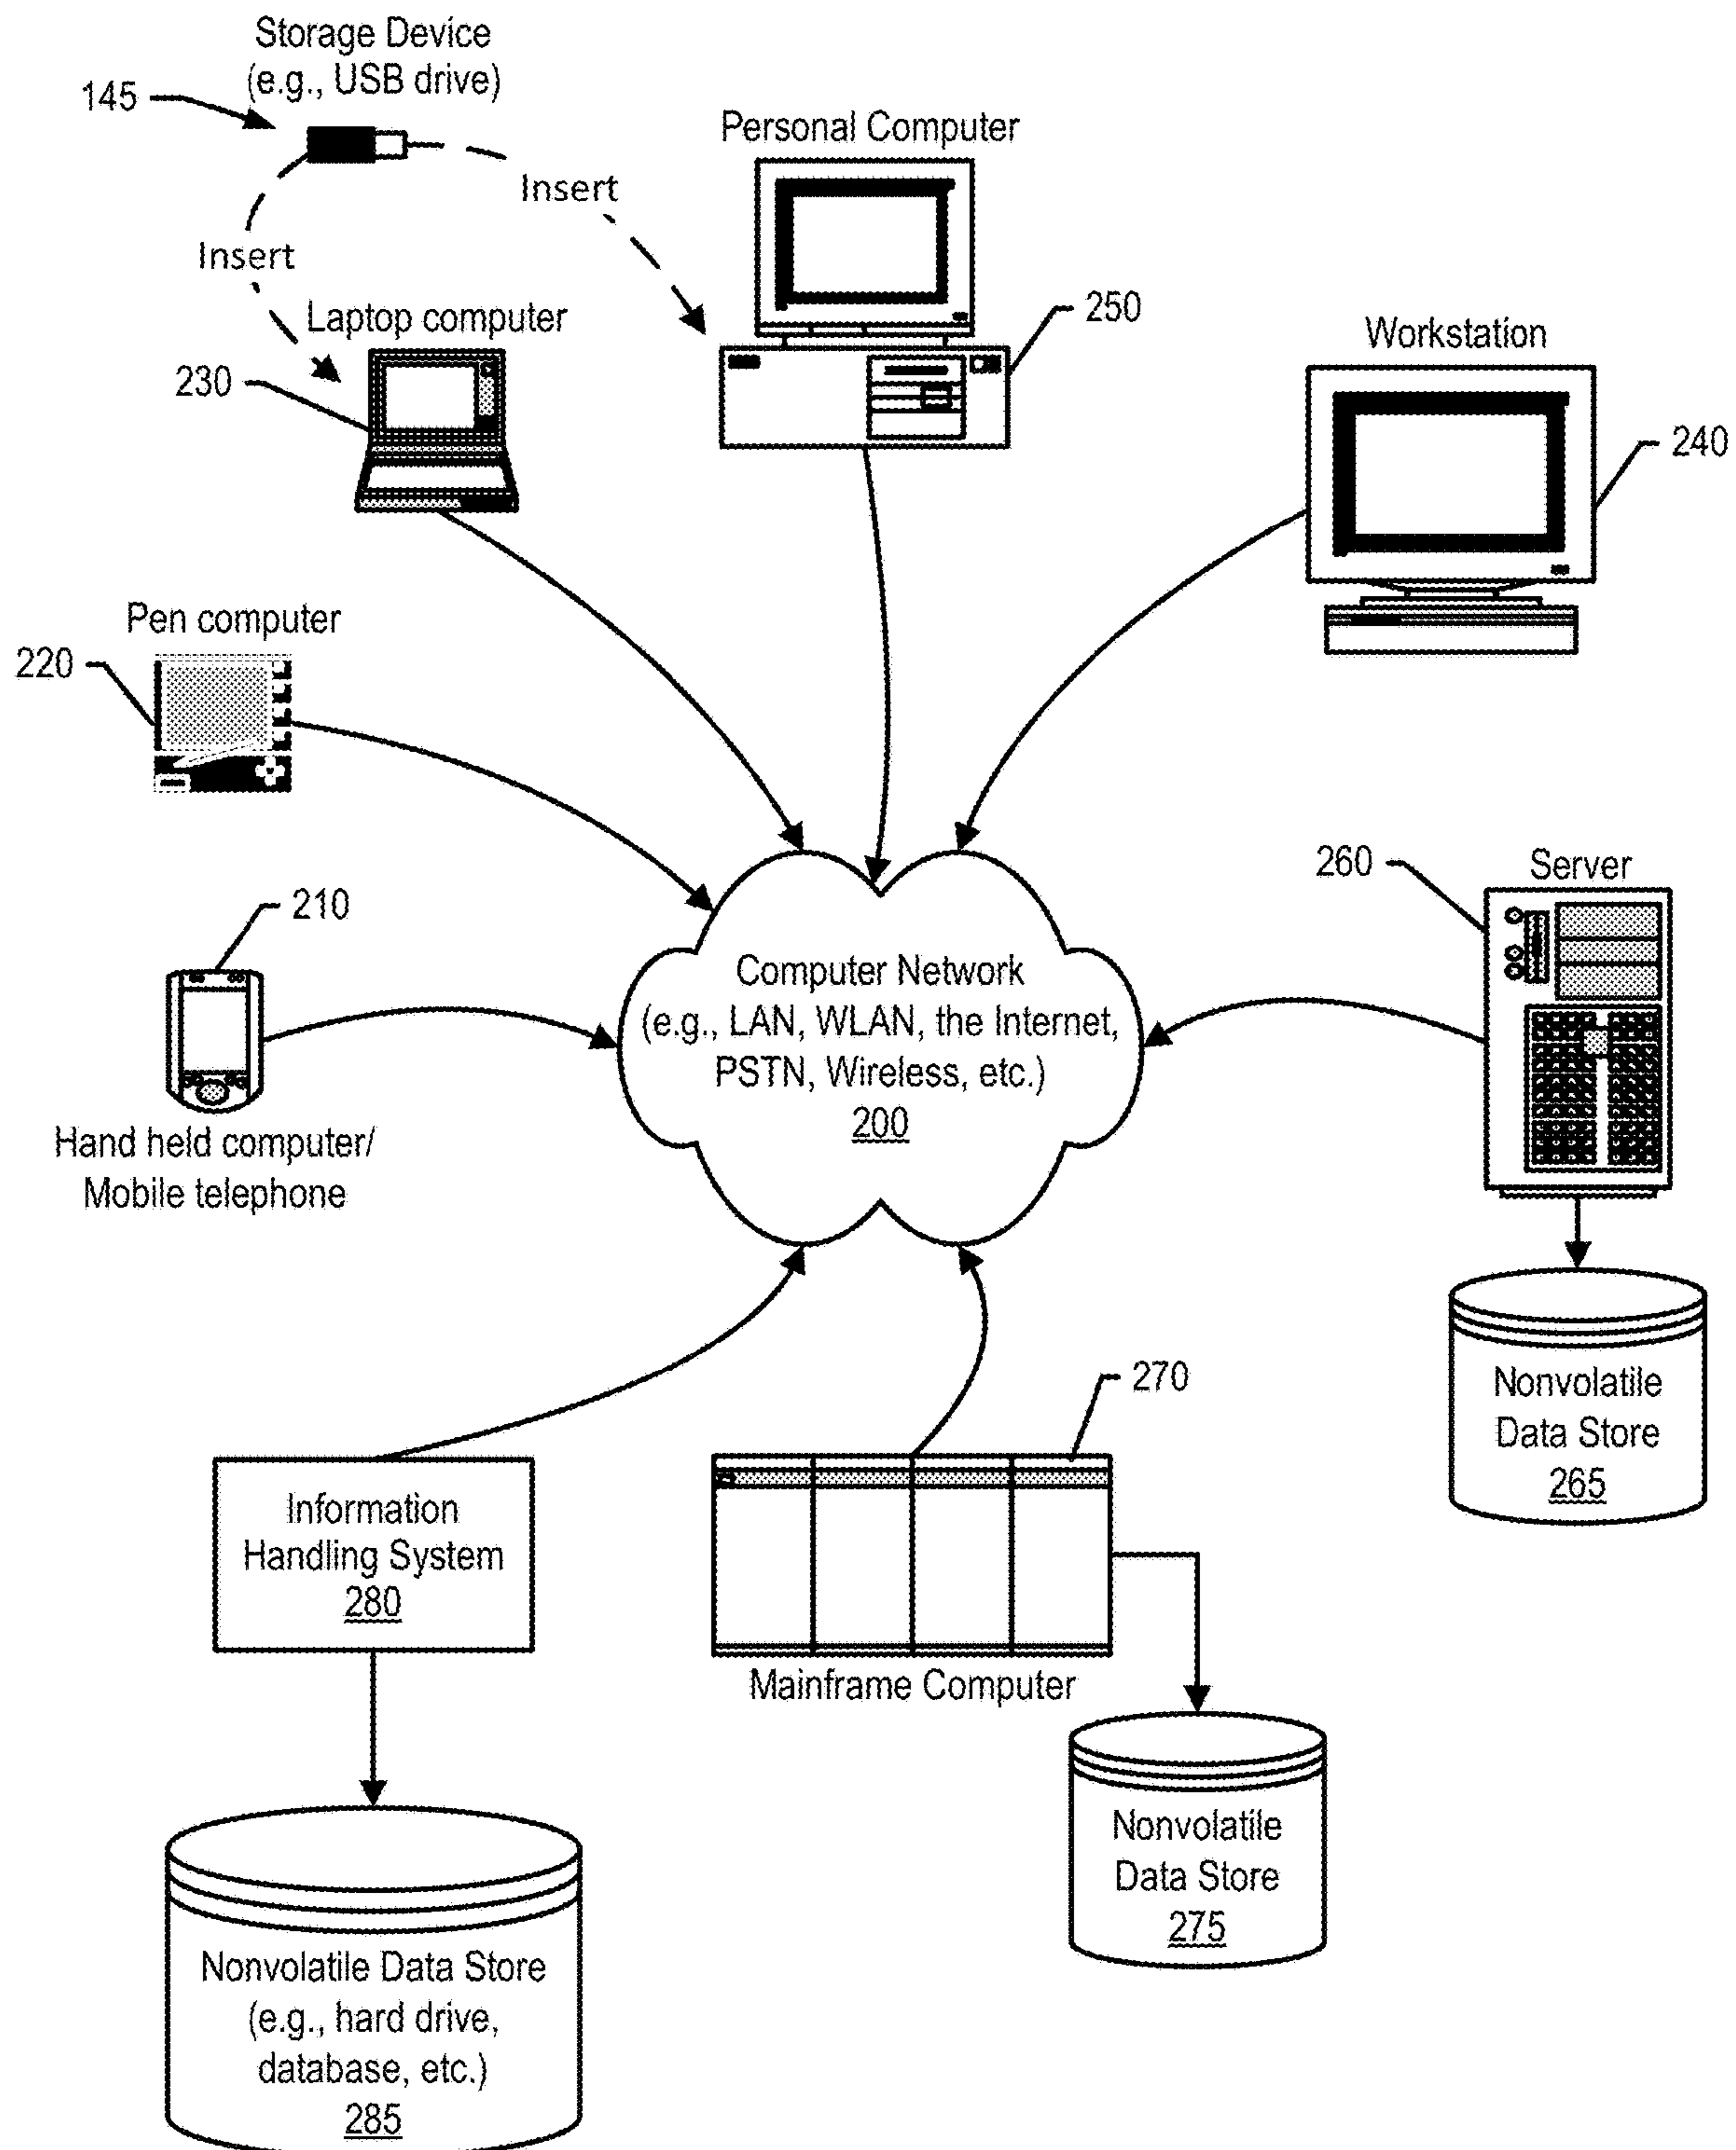 Storage Device
(e.g., USB drive)
145
Personal Computer
Insert
Insert
250
Laptop computer
230
Workstation
240
Pen computer
220
260
Server
210
Computer Network
(e.g., LAN, WLAN, the Internet,
PSTN, Wireless, etc.)
200
Hand held computer/
Mobile telephone
270
Nonvolatile
Data Store
265
Information
Handling System
280
Mainframe Computer
Nonvolatile
Data Store
275
Nonvolatile Data Store
(e.g., hard drive,
database, etc.)
285